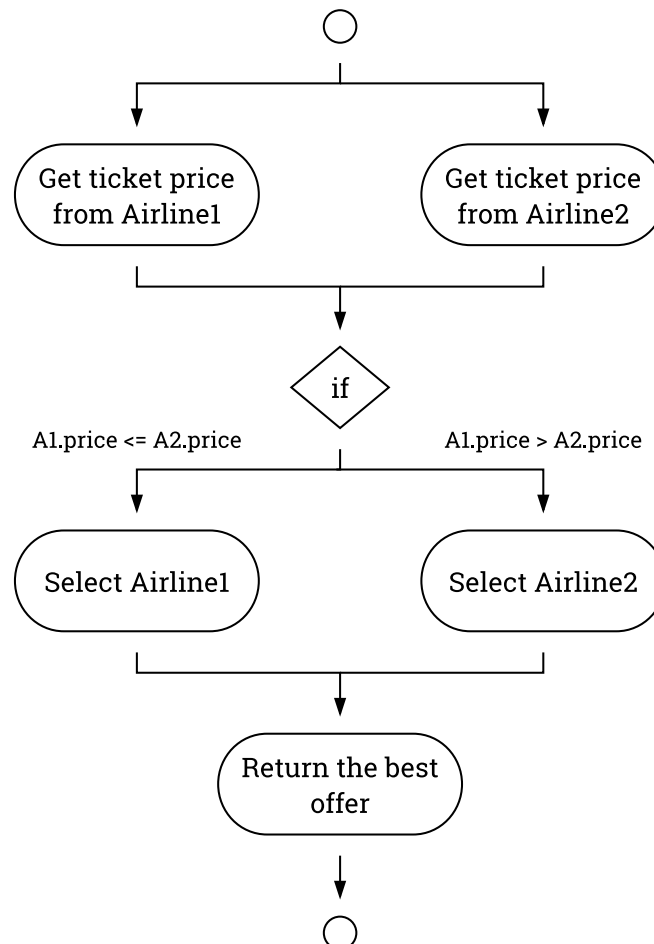 Get ticket price
from Airline1
Get ticket price
from Airline2
if
A1.price <= A2.price
A1.price > A2.price
Select Airline1
Select Airline2
Return the best
offer